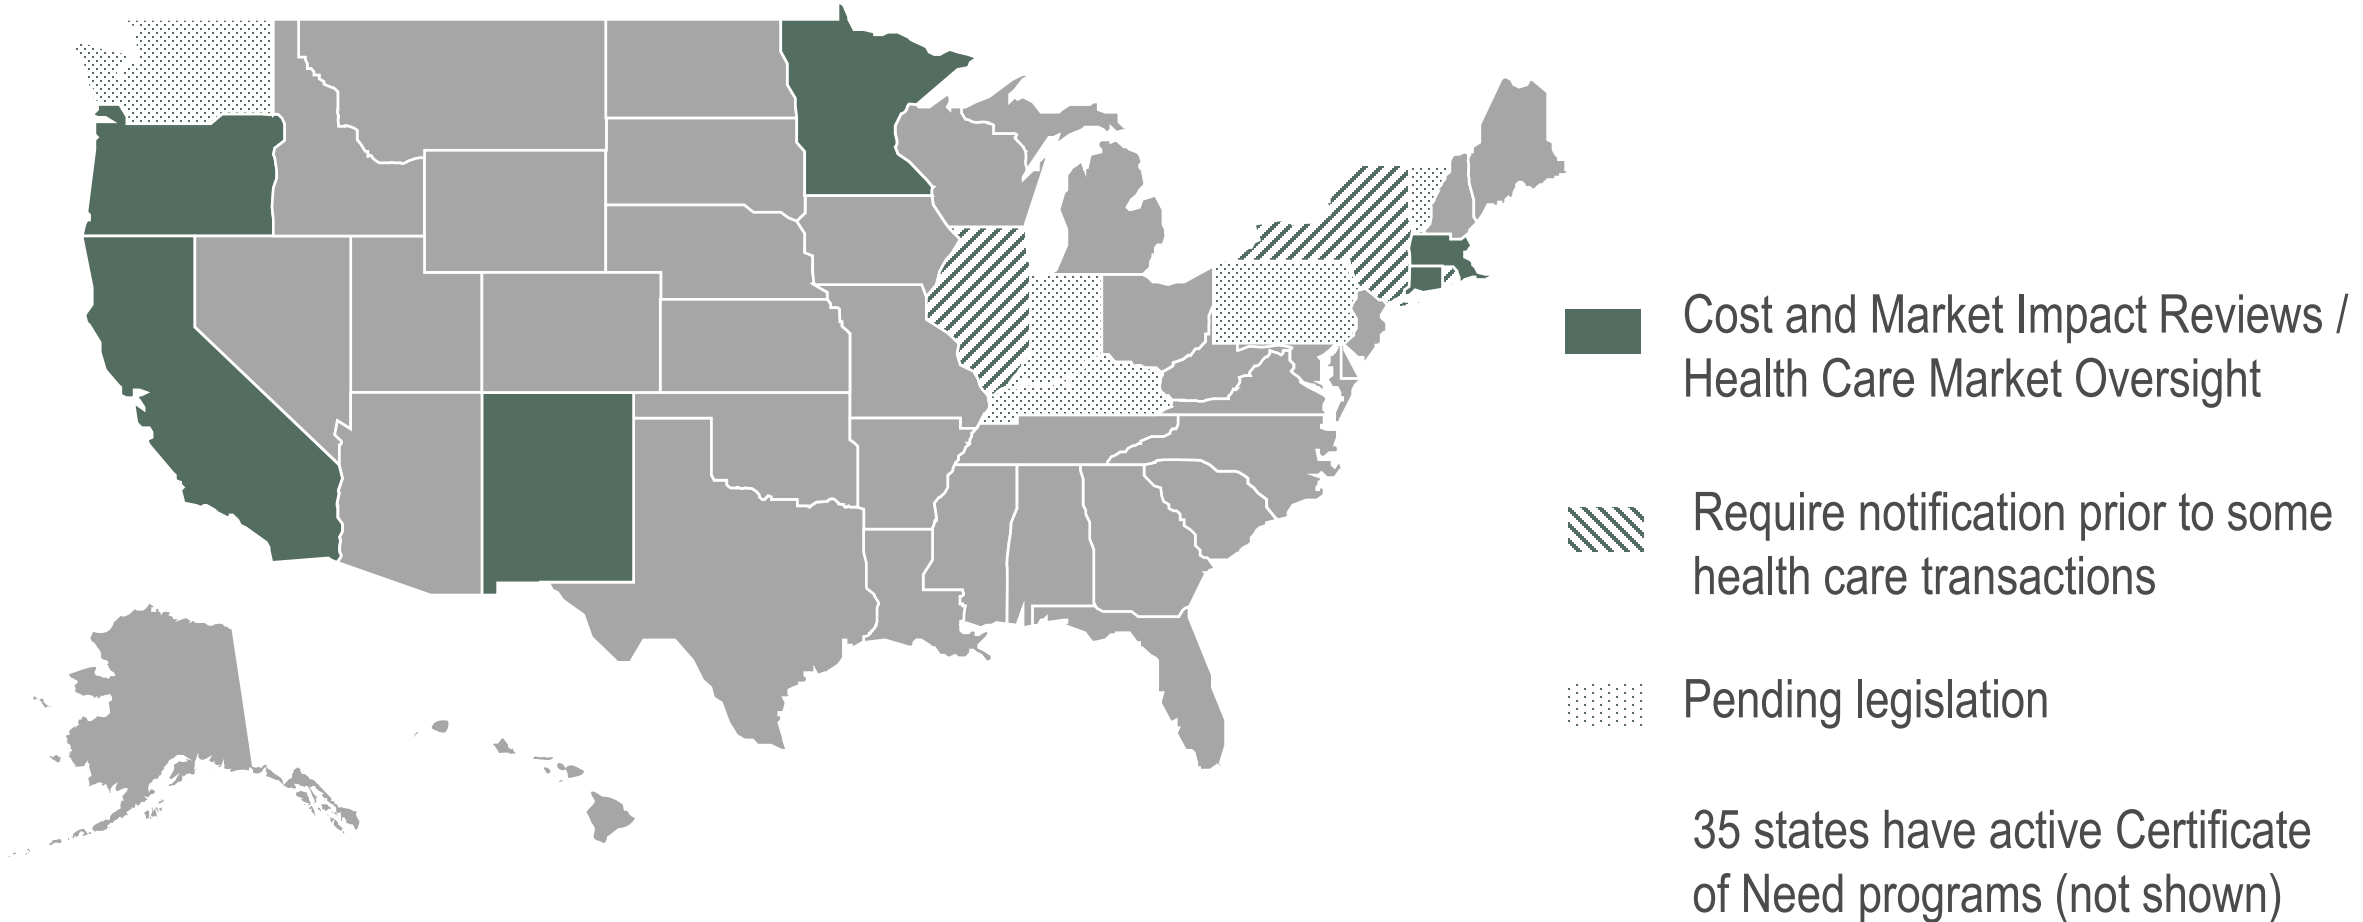 Cost and Market Impact Reviews /
Health Care Market Oversight
Require notification prior to some
health care transactions
Pending legislation
35 states have active Certificate
of Need programs (not shown)